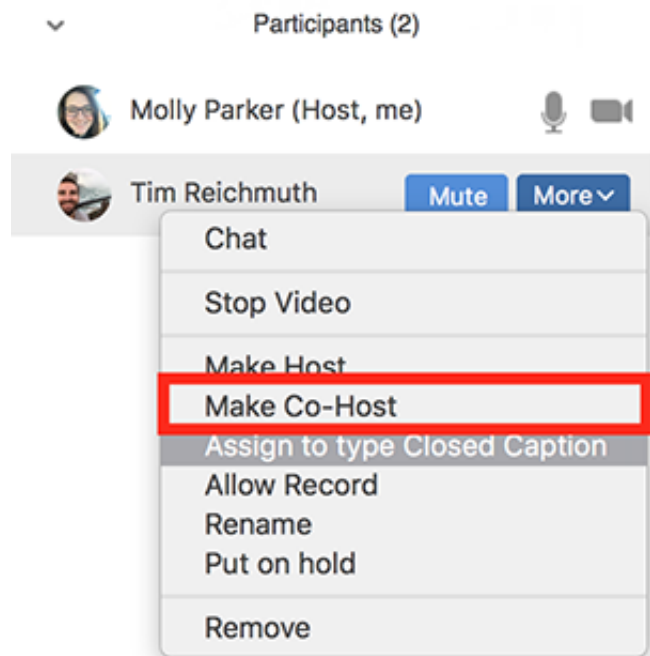 Participants (2)
Molly Parker (Host, me)
Tim Reichmuth Mute More
Chat
Stop Video
Make Host
Make Co-Host
Assign to type Closed Caption
Allow Record
Rename
Put on hold
Remove